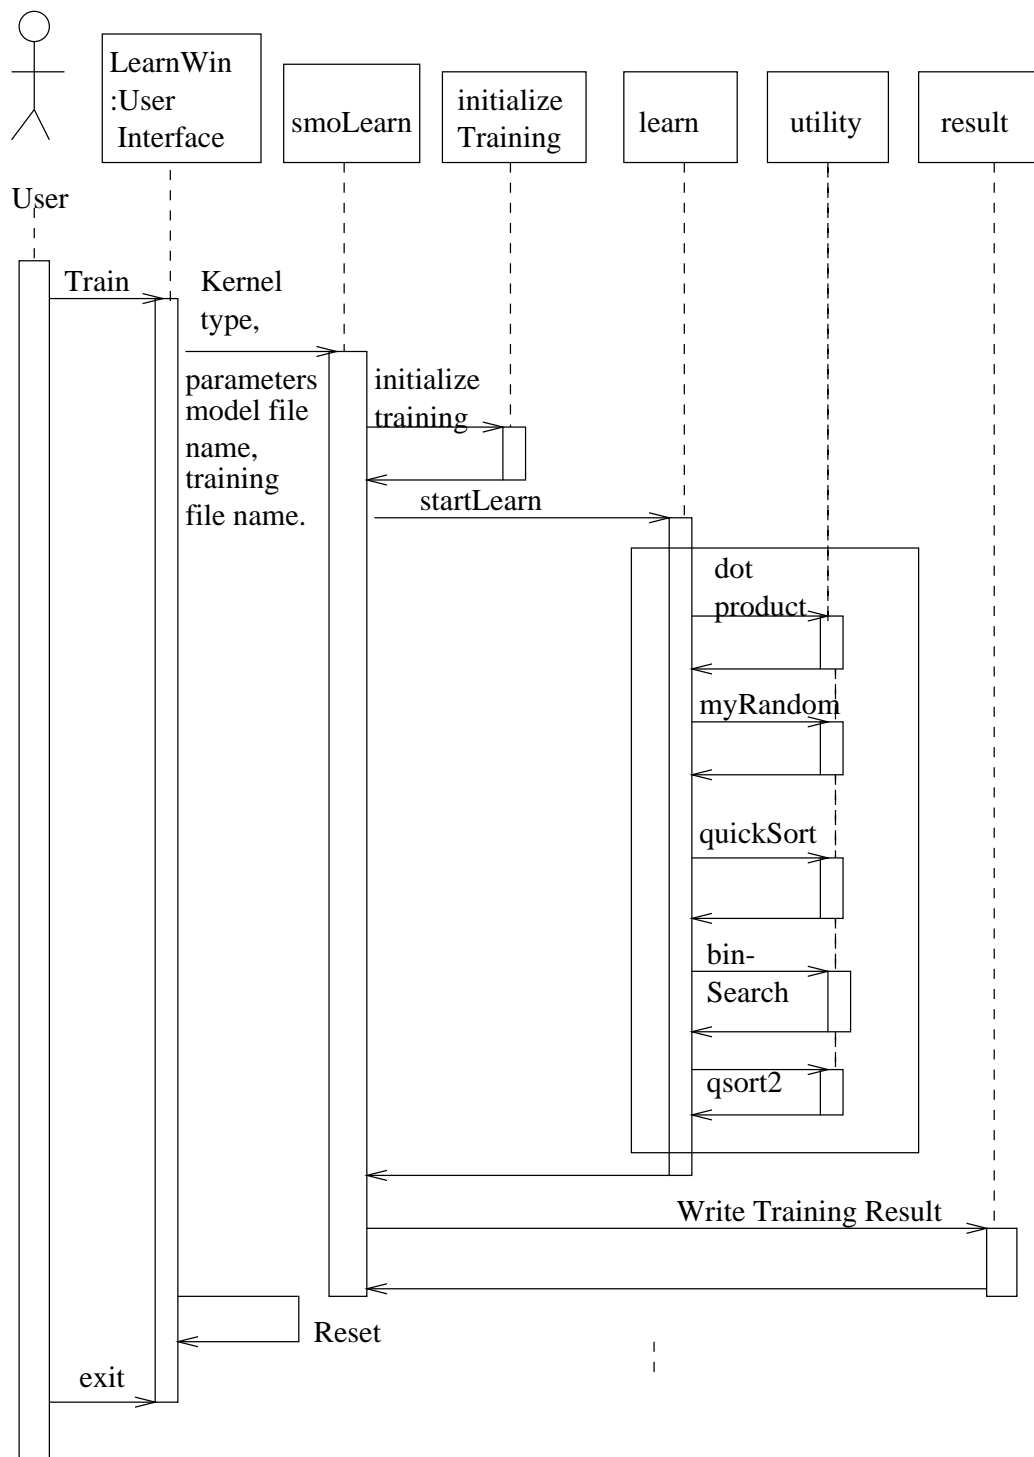 LearnWin
:User
Interface
smoLearn
initialize
Training
learn
utility
result
User
Train
Kernel
type,
parameters
model file
name,
training
file name.
initialize
training
startLearn
dot
product
myRandom
quickSort
bin-
Search
qsort2
Write Training Result
Reset
exit